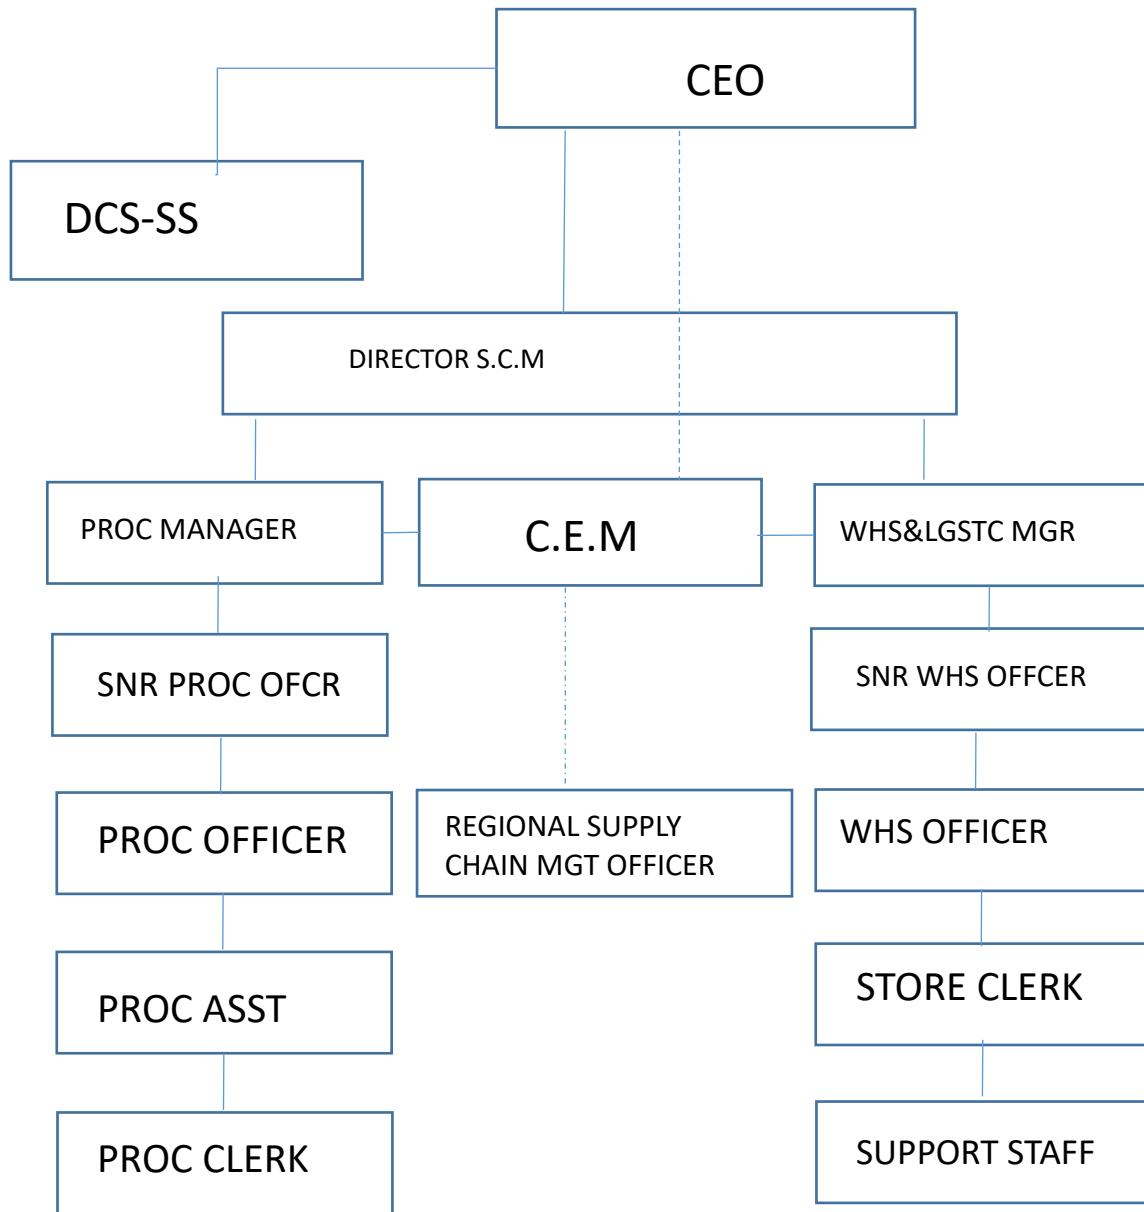 CEO
DCS-SS
DIRECTOR S.C.M
PROC MANAGER
C.E.M
WHS&LGSTC MGR
SNR PROC OFCR
SNR WHS OFFCER
PROC OFFICER
REGIONAL SUPPLY
CHAIN MGT OFFICER
WHS OFFICER
PROC ASST
STORE CLERK
PROC CLERK
SUPPORT STAFF